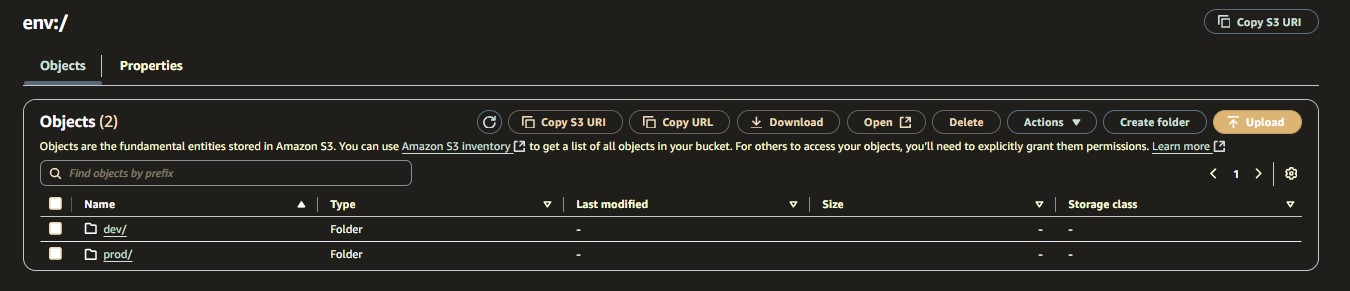 env:/
Copy S3 URI
Objects
Properties
Objects (2)
Copy S3 URI
Copy URL
Download
Open
Delete
Actions
Create folder
Upload
Objects are the fundamental entities stored in Amazon S3. You can use Amazon S3 inventory to get a list of all objects in your bucket. For others to access your objects, you'll need to explicitly grant them permissions. Learn more
Find objects by prefix
1
Name Type Last modified Size Storage class
dev/ Folder - - -
prod/ Folder - - -